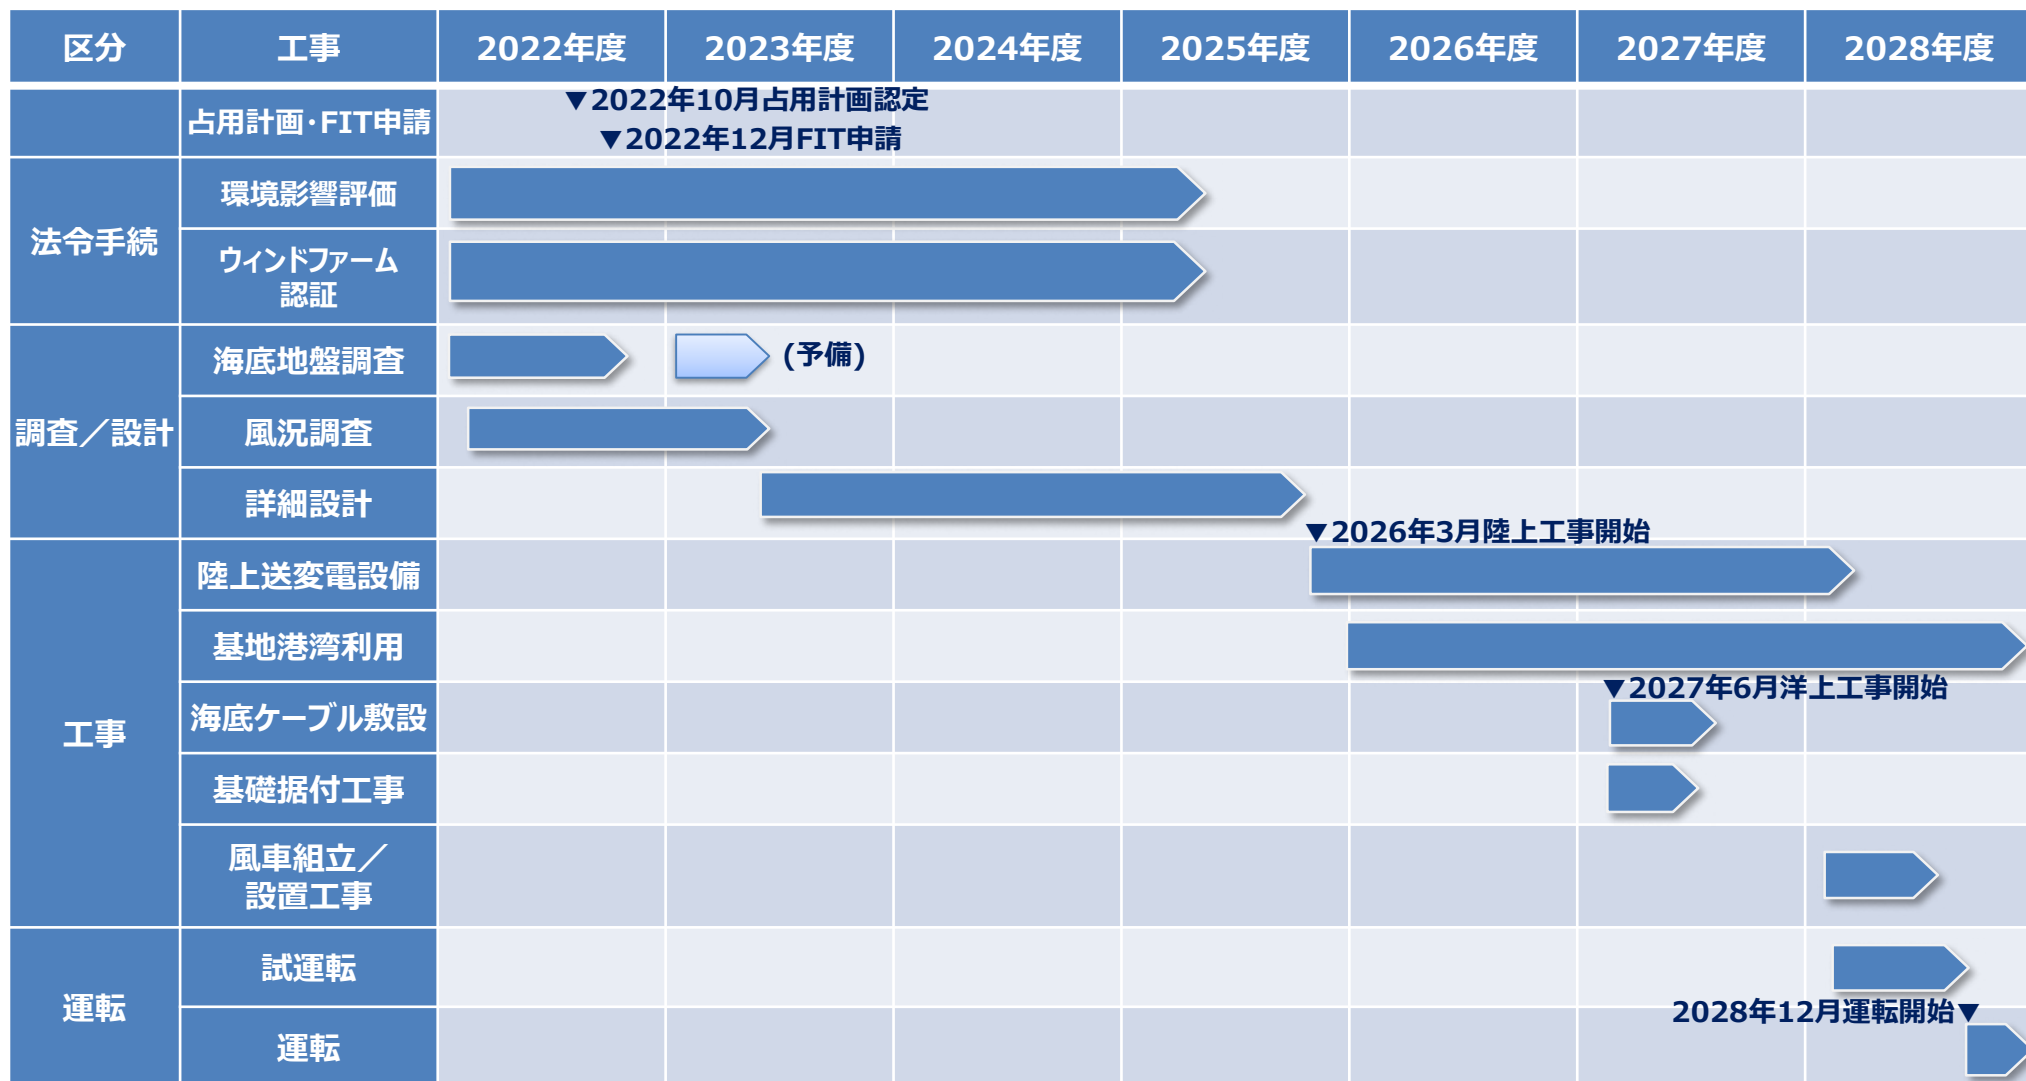 区分 工事 2022年度 2023年度 2024年度 2025年度 2026年度 2027年度 2028年度
占用計画・FIT申請
▼2022年10月占用計画認定
▼2022年12月FIT申請
法令手続
環境影響評価
ウィンドファーム
認証
調査／設計
海底地盤調査
(予備)
風況調査
詳細設計
工事
▼2026年3月陸上工事開始
陸上送変電設備
基地港湾利用
▼2027年6月洋上工事開始
海底ケーブル敷設
基礎据付工事
風車組立／
設置工事
運転
試運転
2028年12月運転開始▼
運転